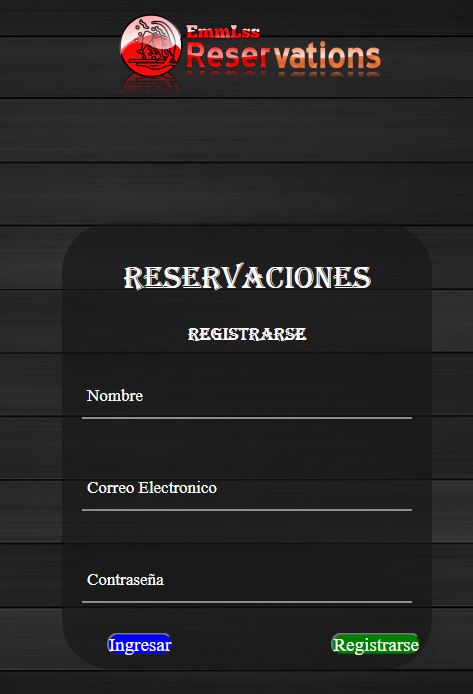 EmmLss
Reservations
RESERVACIONES
REGISTRARSE
Nombre
Correo Electronico
Contraseña
Ingresar Registrarse